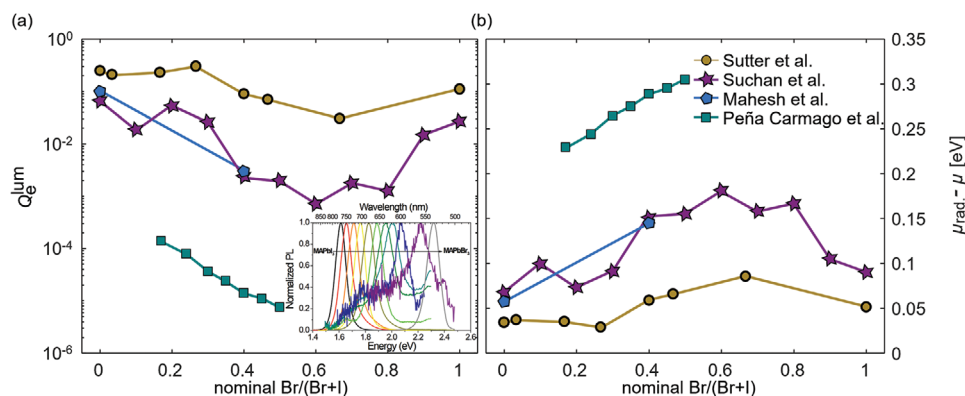 (a)
(b)
10⁰
10⁻²
10⁻⁴
10⁻⁶
Qₑˡᵘᵐ
0 0.2 0.4 0.6 0.8 1
nominal Br/(Br+I)
Wavelength (nm)
850 800 750 700 650 600 550 500
1.0
0.8
0.6
0.4
0.2
0.0
Normalized PL
MAPbI₃
MAPbBr₃
1.4 1.6 1.8 2.0 2.2 2.4 2.6
Energy (eV)
Sutter et al.
Suchan et al.
Mahesh et al.
Peña Carmago et al.
0.35
0.3
0.25
0.2
0.15
0.1
0.05
0
μrad.- μ [eV]
0 0.2 0.4 0.6 0.8 1
nominal Br/(Br+I)